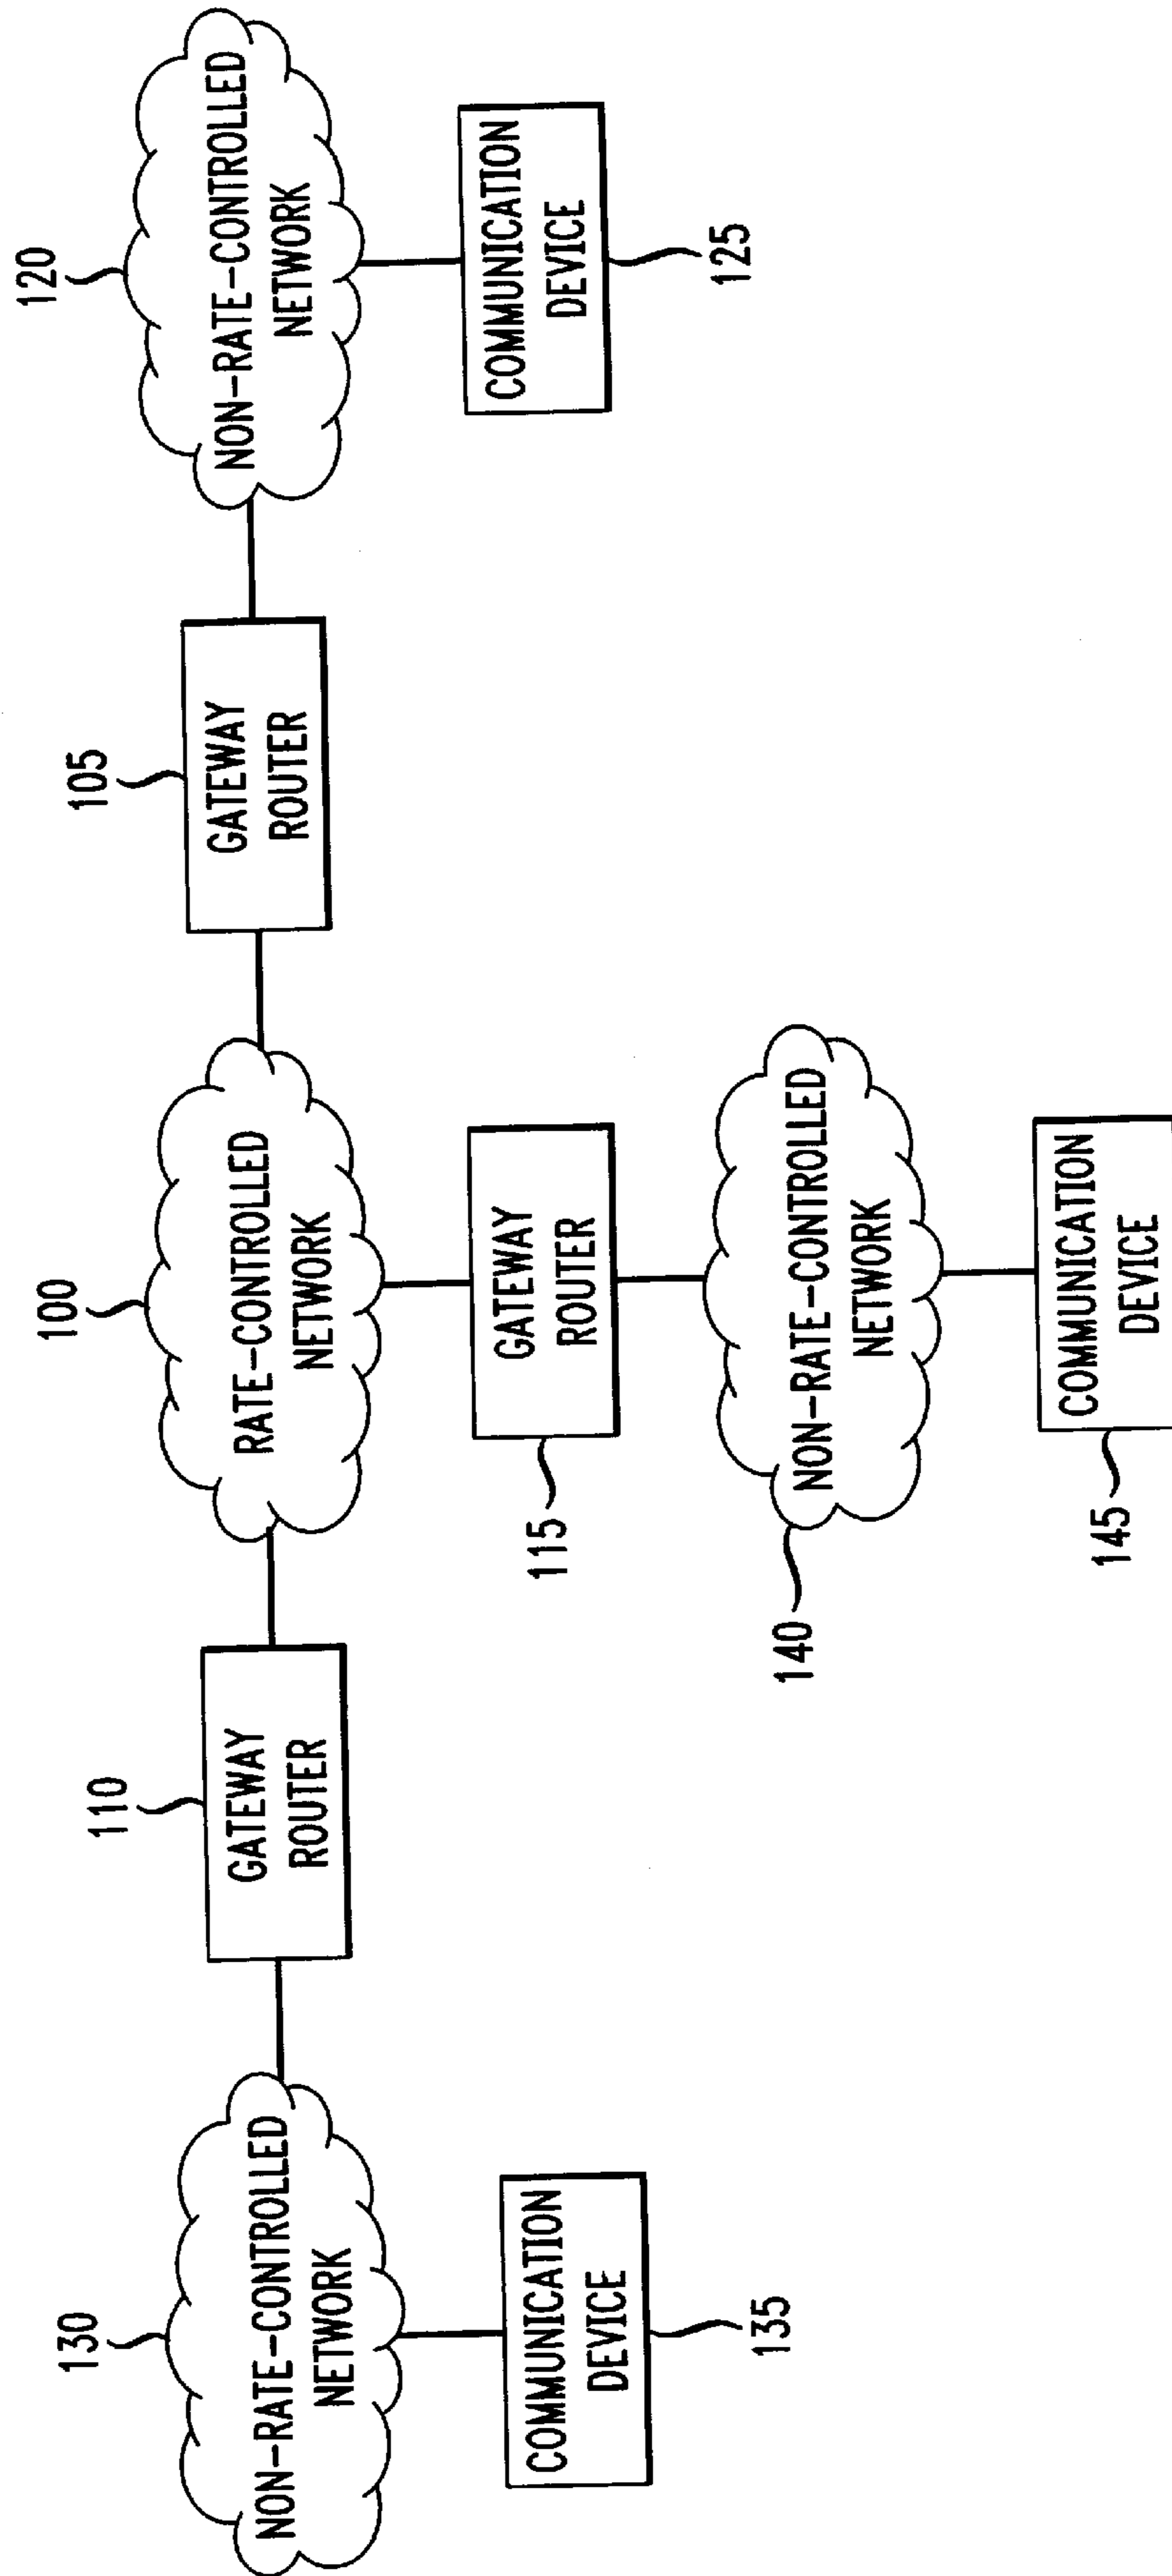 130
NON-RATE-CONTROLLED
NETWORK
COMMUNICATION
DEVICE
135
110
GATEWAY
ROUTER
100
RATE-CONTROLLED
NETWORK
115
GATEWAY
ROUTER
140
NON-RATE-CONTROLLED
NETWORK
145
COMMUNICATION
DEVICE
105
GATEWAY
ROUTER
120
NON-RATE-CONTROLLED
NETWORK
COMMUNICATION
DEVICE
125